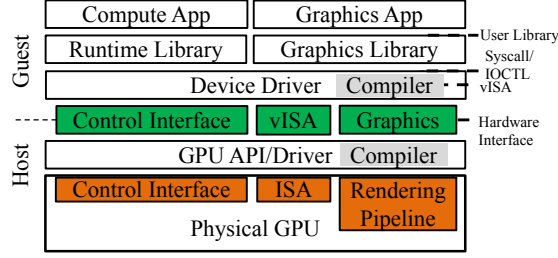 Compute App Graphics App
Runtime Library Graphics Library User Library
Syscall/
IOCTL
Device Driver Compiler vISA
Control Interface vISA Graphics Hardware
Interface
GPU API/Driver Compiler
Control Interface ISA Rendering
Pipeline
Physical GPU
Guest
Host